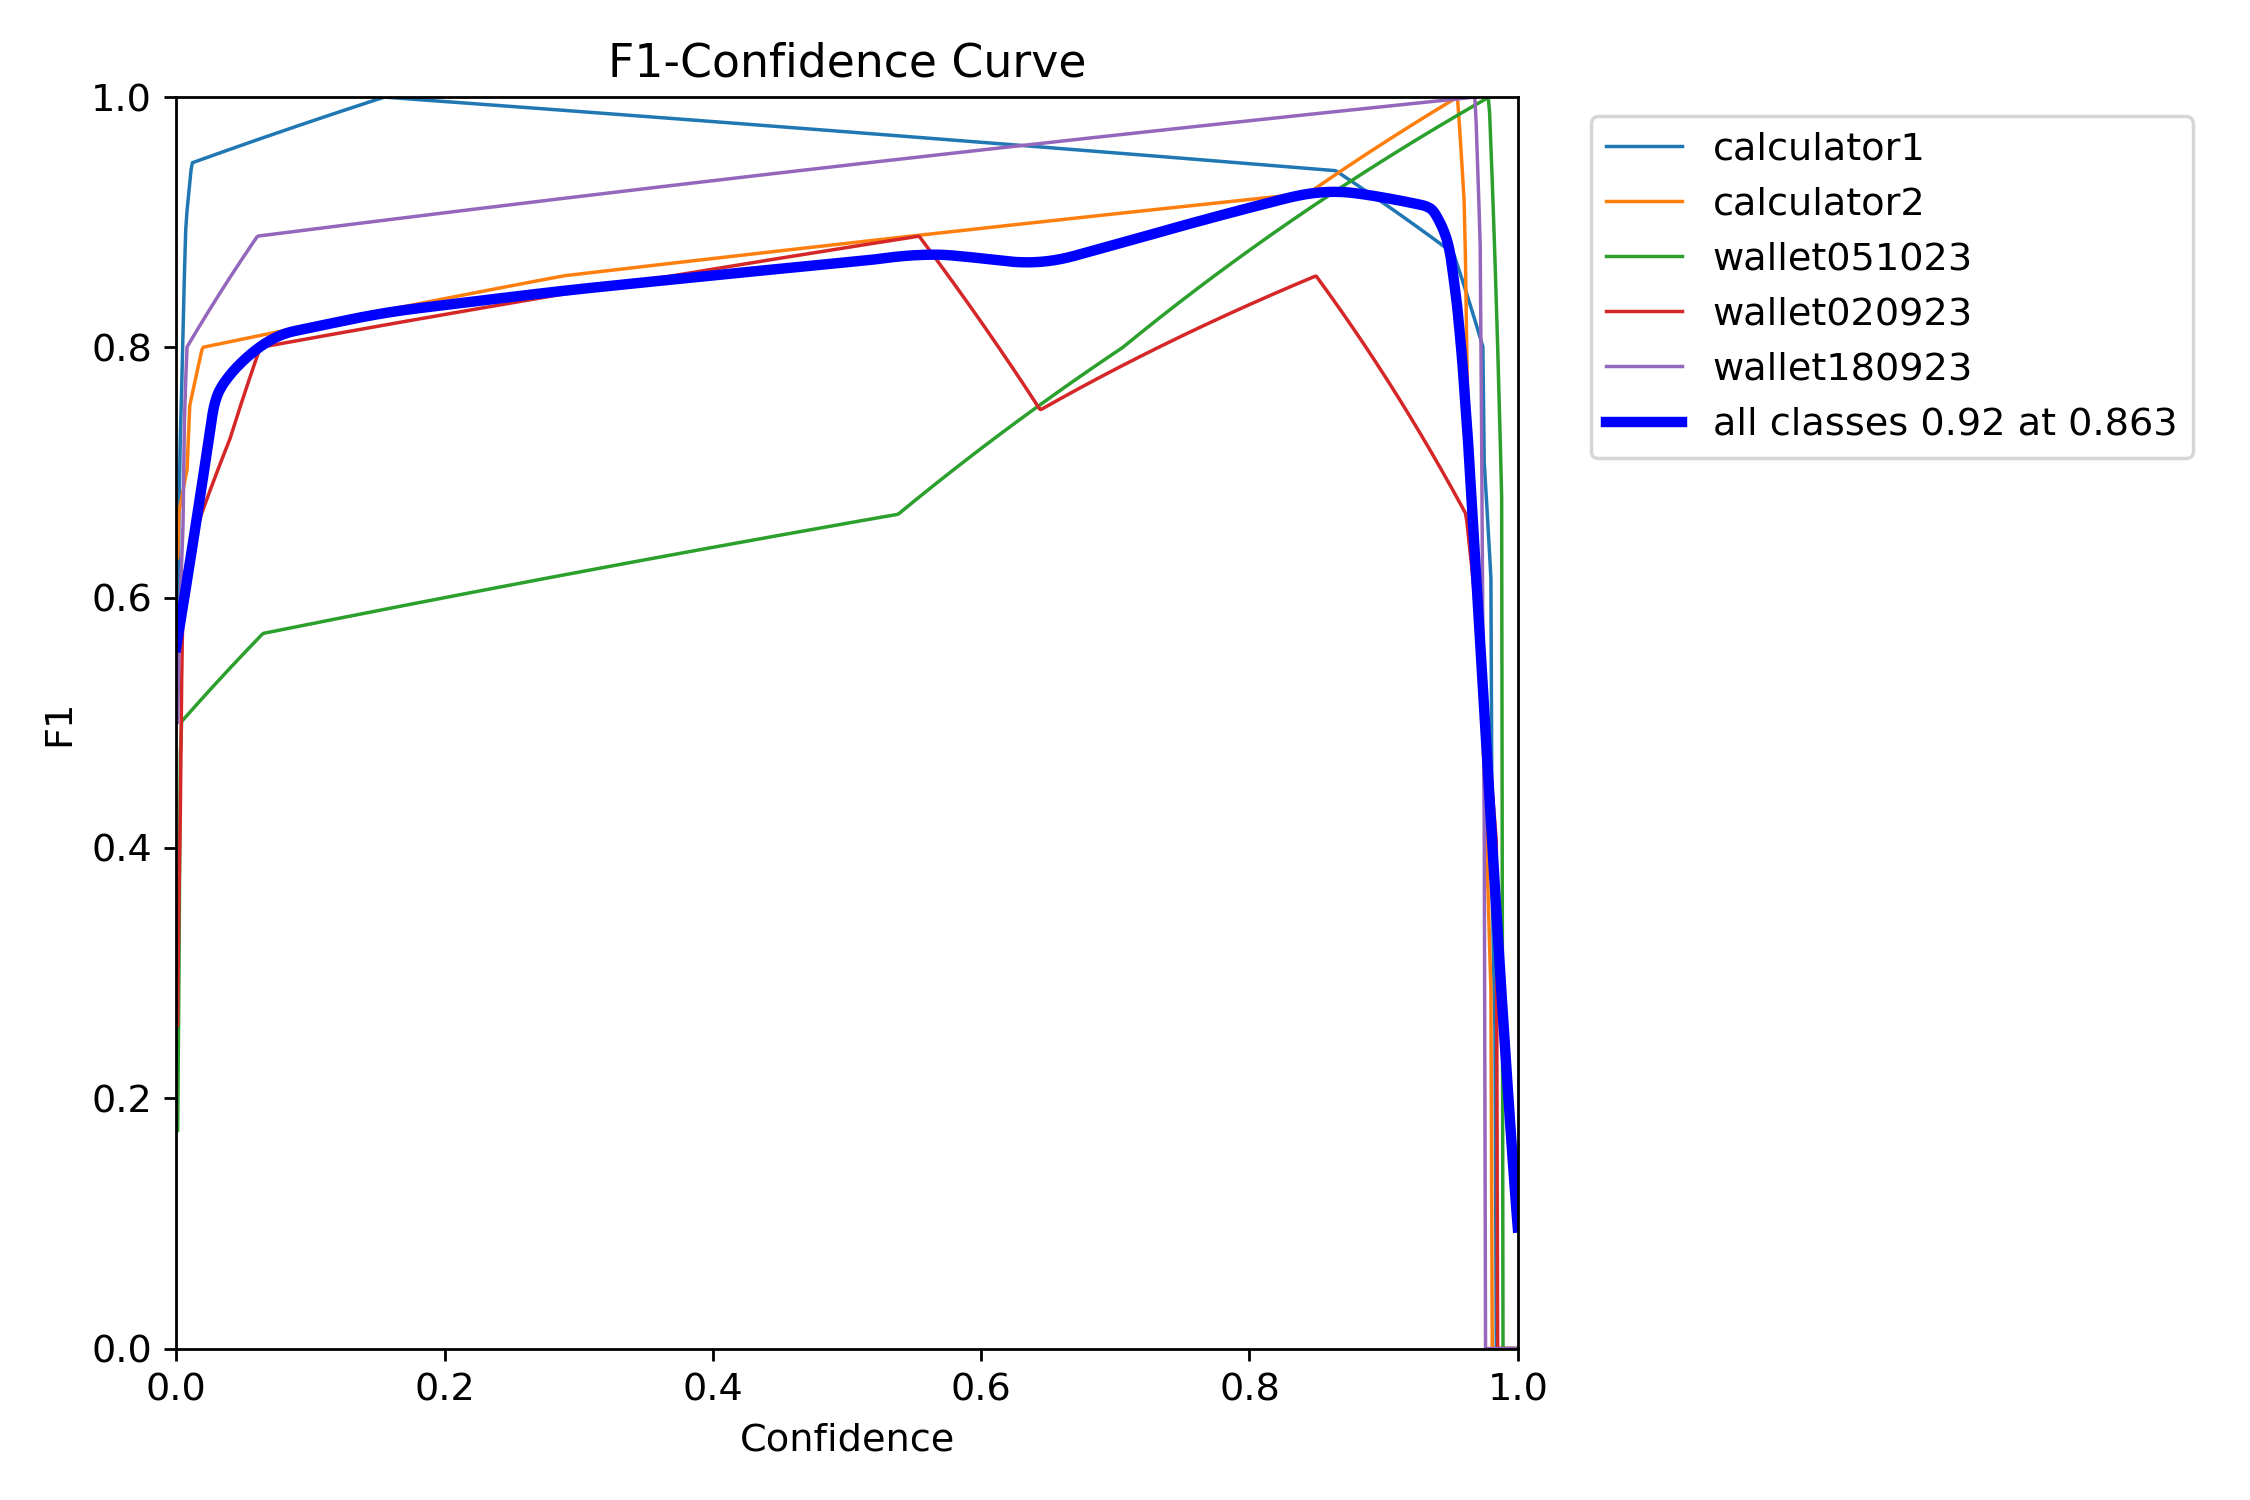 F1-Confidence Curve
1.0
0.8
0.6
0.4
0.2
0.0
F1
0.0 0.2 0.4 0.6 0.8 1.0
Confidence
calculator1
calculator2
wallet051023
wallet020923
wallet180923
all classes 0.92 at 0.863